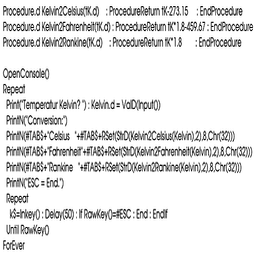 Procedure.d Kelvin2Celsius(tK.d) : ProcedureReturn tK-273.15 : EndProcedure
Procedure.d Kelvin2Fahrenheit(tK.d) : ProcedureReturn tK*1.8-459.67 : EndProcedure
Procedure.d Kelvin2Rankine(tK.d) : ProcedureReturn tK*1.8 : EndProcedure

OpenConsole()
Repeat
Print("Temperatur Kelvin? ") : Kelvin.d = ValD(Input())
PrintN("Conversion:")
PrintN(#TAB$+"Celsius "+#TAB$+RSet(StrD(Kelvin2Celsius(Kelvin),2),8,Chr(32)))
PrintN(#TAB$+"Fahrenheit"+#TAB$+RSet(StrD(Kelvin2Fahrenheit(Kelvin),2),8,Chr(32)))
PrintN(#TAB$+"Rankine "+#TAB$+RSet(StrD(Kelvin2Rankine(Kelvin),2),8,Chr(32)))
PrintN("ESC = End.")
Repeat
k$=Inkey() : Delay(50) : If RawKey()=#ESC : End : EndIf
Until RawKey()
ForEver